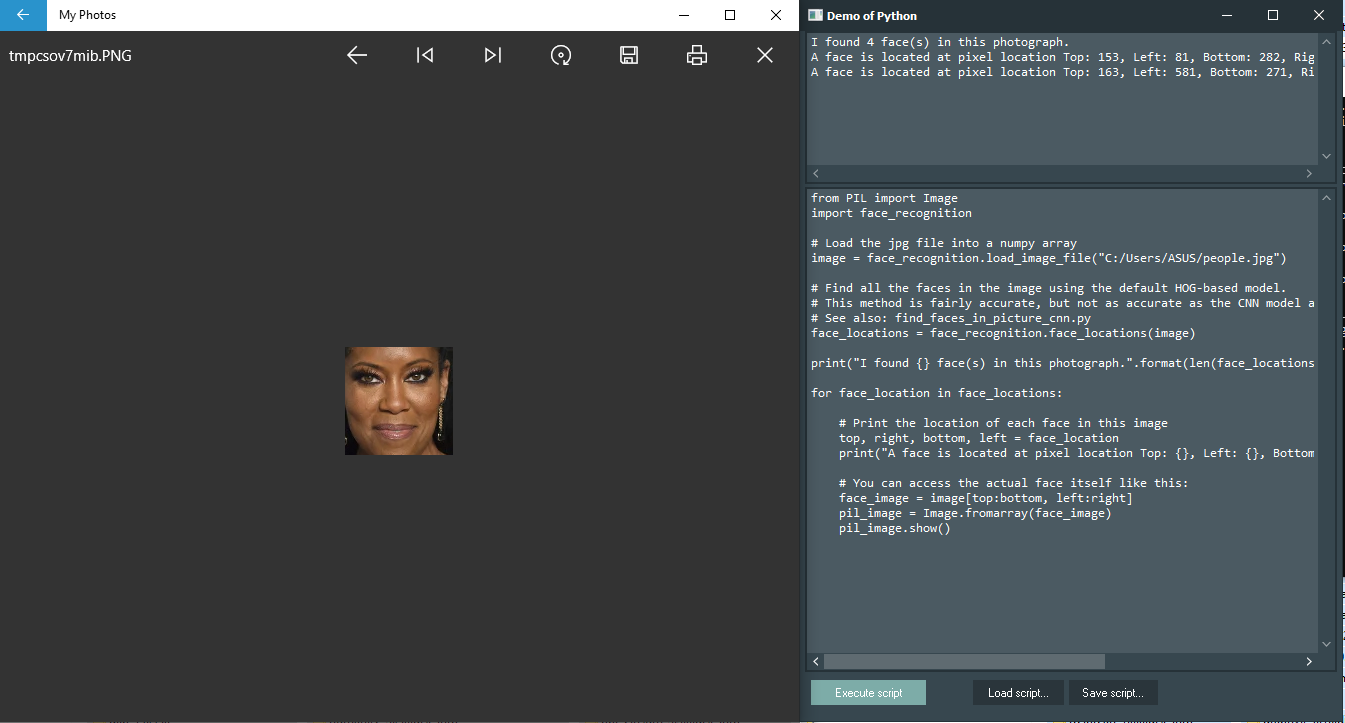 My Photos
tmpcsov7mib.PNG
Demo of Python
I found 4 face(s) in this photograph.
A face is located at pixel location Top: 153, Left: 81, Bottom: 282, Rig
A face is located at pixel location Top: 163, Left: 581, Bottom: 271, Ri
from PIL import Image
import face_recognition
# Load the jpg file into a numpy array
image = face_recognition.load_image_file("C:/Users/ASUS/people.jpg")
# Find all the faces in the image using the default HOG-based model.
# This method is fairly accurate, but not as accurate as the CNN model a
# See also: find_faces_in_picture_cnn.py
face_locations = face_recognition.face_locations(image)
print("I found {} face(s) in this photograph.".format(len(face_locations
for face_location in face_locations:
    # Print the location of each face in this image
    top, right, bottom, left = face_location
    print("A face is located at pixel location Top: {}, Left: {}, Bottom
    # You can access the actual face itself like this:
    face_image = image[top:bottom, left:right]
    pil_image = Image.fromarray(face_image)
    pil_image.show()
Execute script
Load script...
Save script...